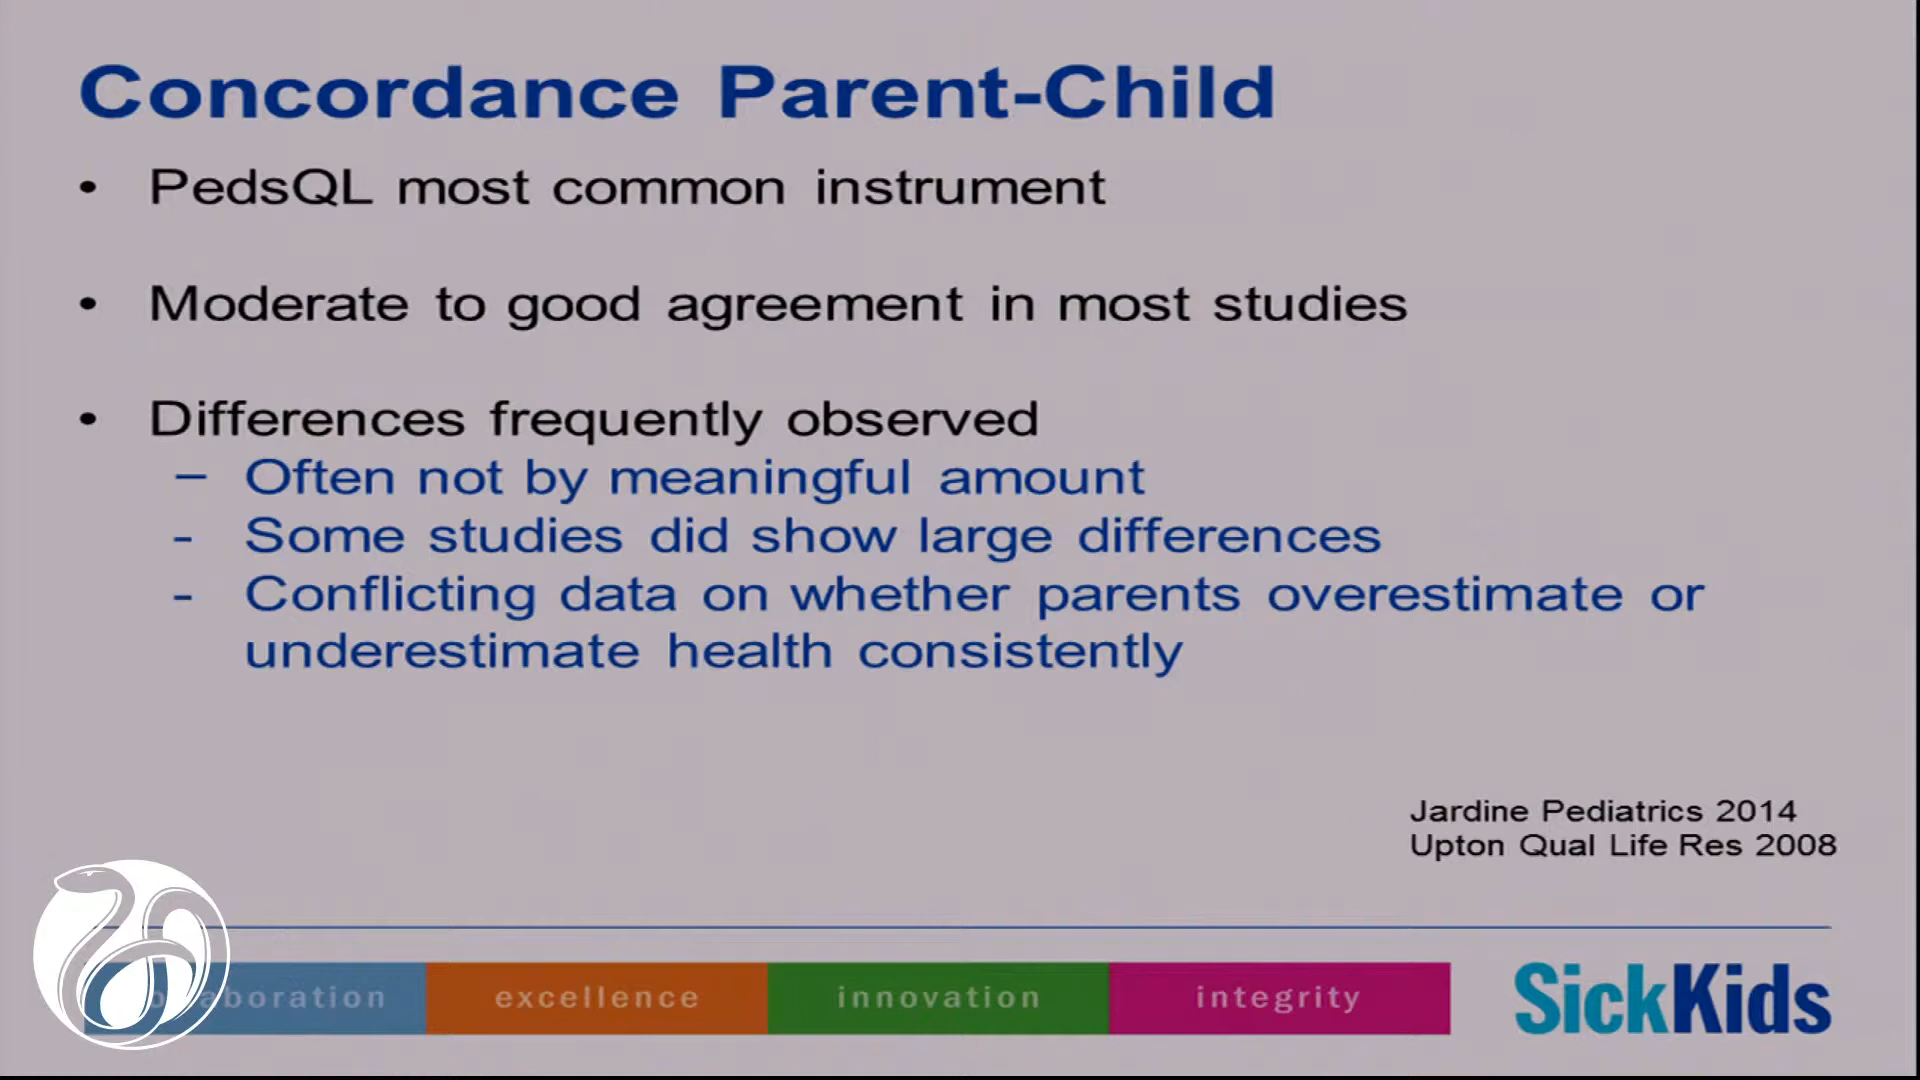 Concordance Parent-Child
• PedsQL most common instrument
• Moderate to good agreement in most studies
• Differences frequently observed
– Often not by meaningful amount
- Some studies did show large differences
- Conflicting data on whether parents overestimate or
underestimate health consistently
Jardine Pediatrics 2014
Upton Qual Life Res 2008
excellence
innovation
integrity
SickKids